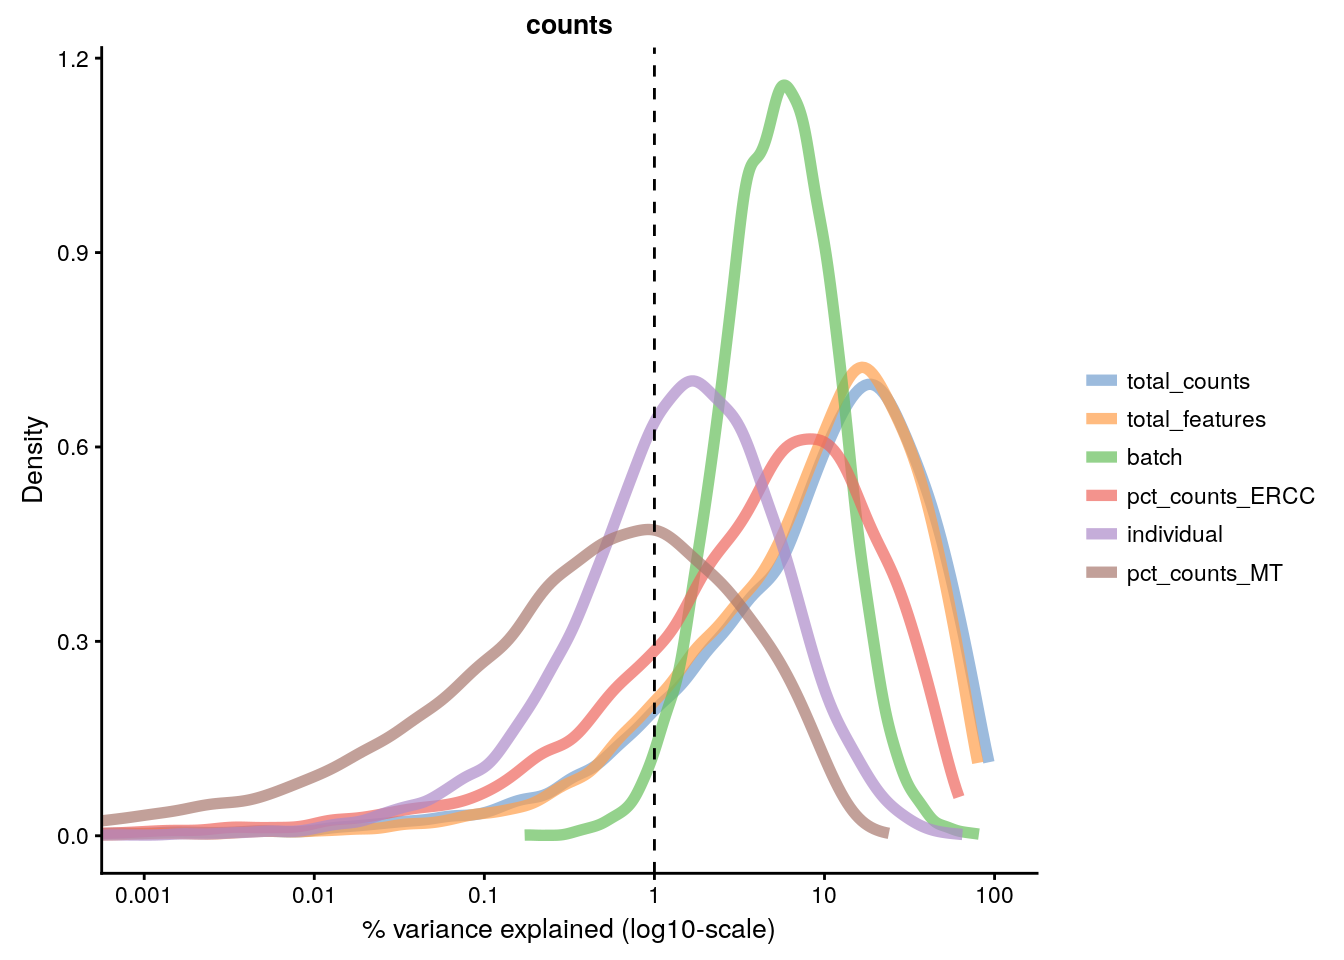 counts
1.2
0.9
0.6
0.3
0.0
Density
0.001 0.01 0.1 1 10 100
% variance explained (log10-scale)
total_counts
total_features
batch
pct_counts_ERCC
individual
pct_counts_MT